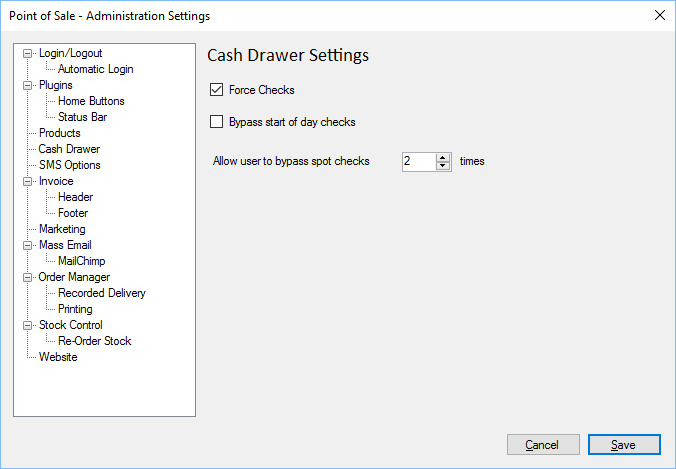 Point of Sale - Administration Settings
Login/Logout
Automatic Login
Plugins
Home Buttons
Status Bar
Products
Cash Drawer
SMS Options
Invoice
Header
Footer
Marketing
Mass Email
MailChimp
Order Manager
Recorded Delivery
Printing
Stock Control
Re-Order Stock
Website
Cash Drawer Settings
Force Checks
Bypass start of day checks
Allow user to bypass spot checks 2 times
Cancel Save